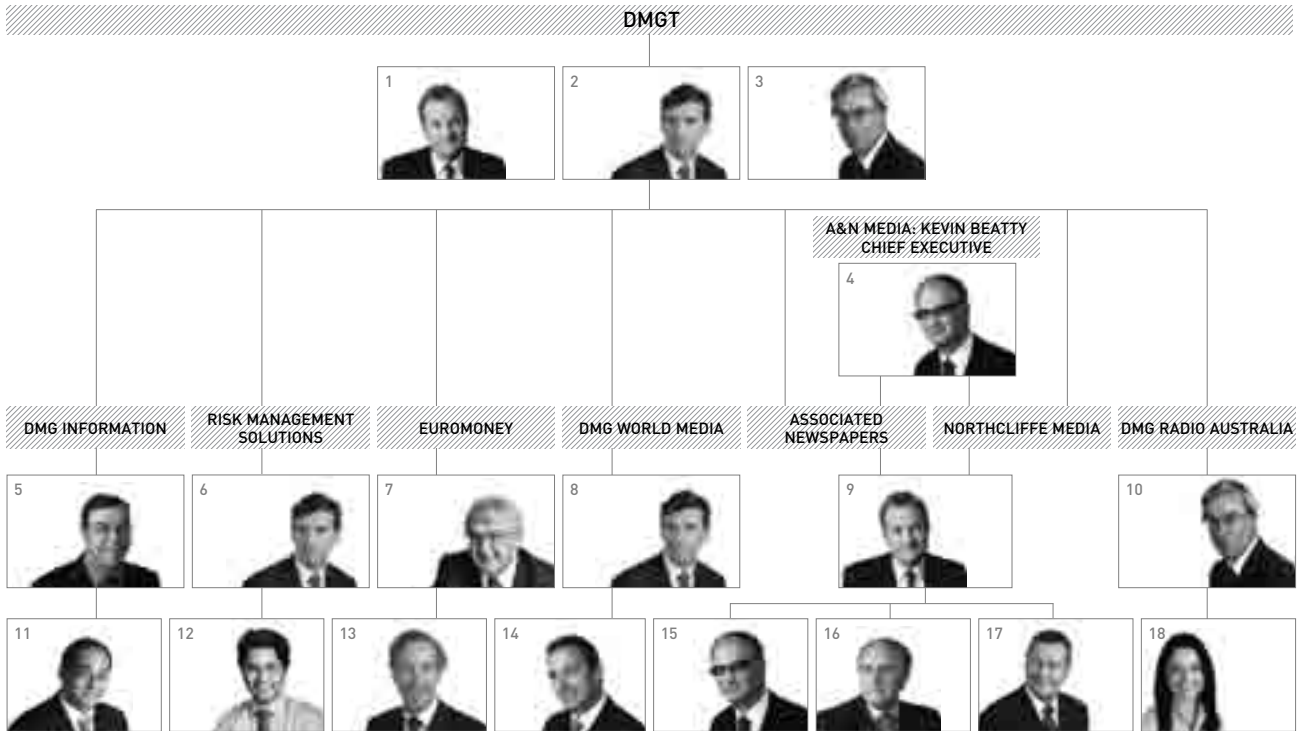 DMGT
1
2
3
A&N MEDIA: KEVIN BEATTY
CHIEF EXECUTIVE
4
DMG INFORMATION
RISK MANAGEMENT
SOLUTIONS
EUROMONEY
DMG WORLD MEDIA
ASSOCIATED
NEWSPAPERS
NORTHCLIFFE MEDIA
DMG RADIO AUSTRALIA
5
6
7
8
9
10
11
12
13
14
15
16
17
18